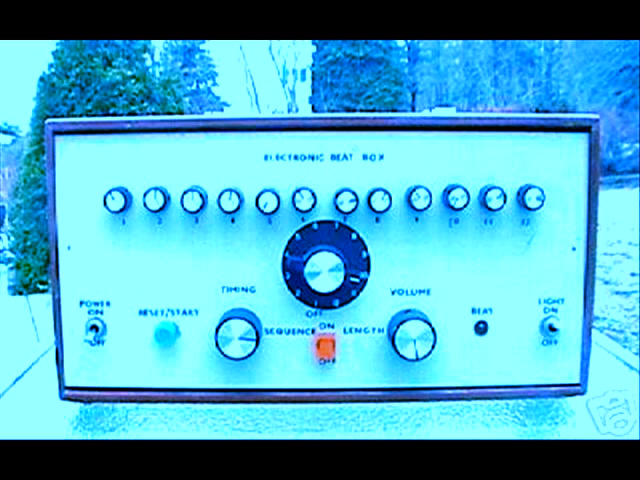 ELECTRONIC BEAT BOX
1 2 3 4 5 6 7 8 9 10 11 12
TIMING
VOLUME
POWER
ON
OFF
RESET/START
OFF
SEQUENCE
ON
LENGTH
OFF
BEAT
LIGHT
ON
OFF